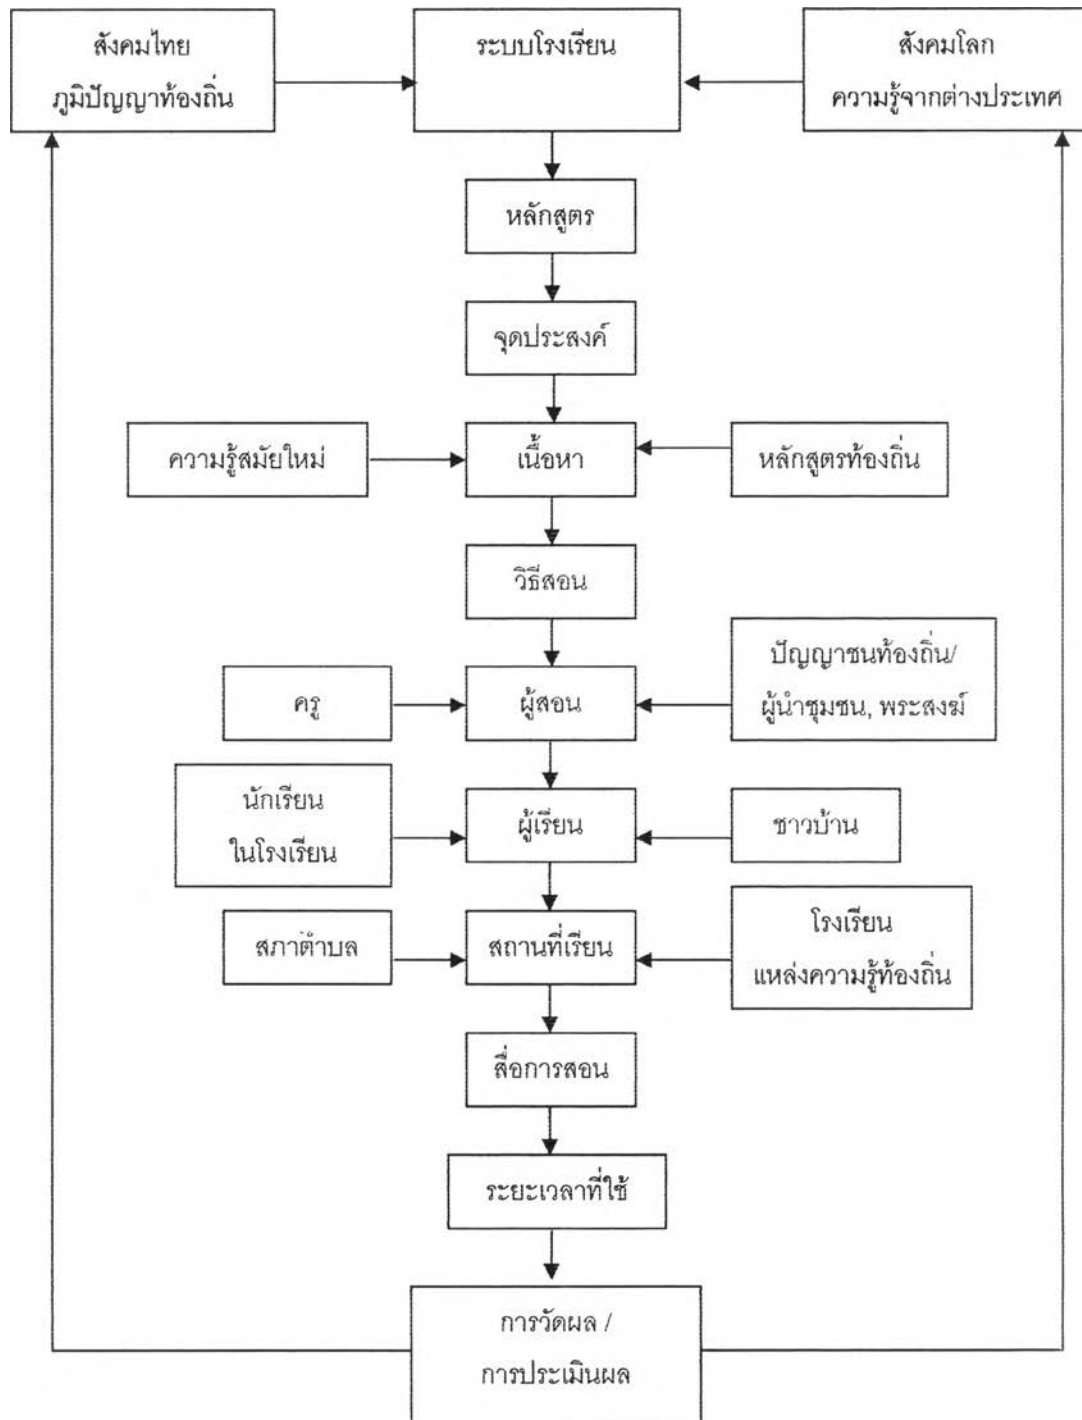 สังคมไทย
ภูมิปัญญาท้องถิ่น
ระบบโรงเรียน
สังคมโลก
ความรู้จากต่างประเทศ
หลักสูตร
จุดประสงค์
ความรู้สมัยใหม่
เนื้อหา
หลักสูตรท้องถิ่น
วิธีสอน
ครู
ผู้สอน
ปัญญาชนท้องถิ่น/
ผู้นำชุมชน, พระสงฆ์
นักเรียน
ในโรงเรียน
ผู้เรียน
ชาวบ้าน
สภาตำบล
สถานที่เรียน
โรงเรียน
แหล่งความรู้ท้องถิ่น
สื่อการสอน
ระยะเวลาที่ใช้
การวัดผล /
การประเมินผล